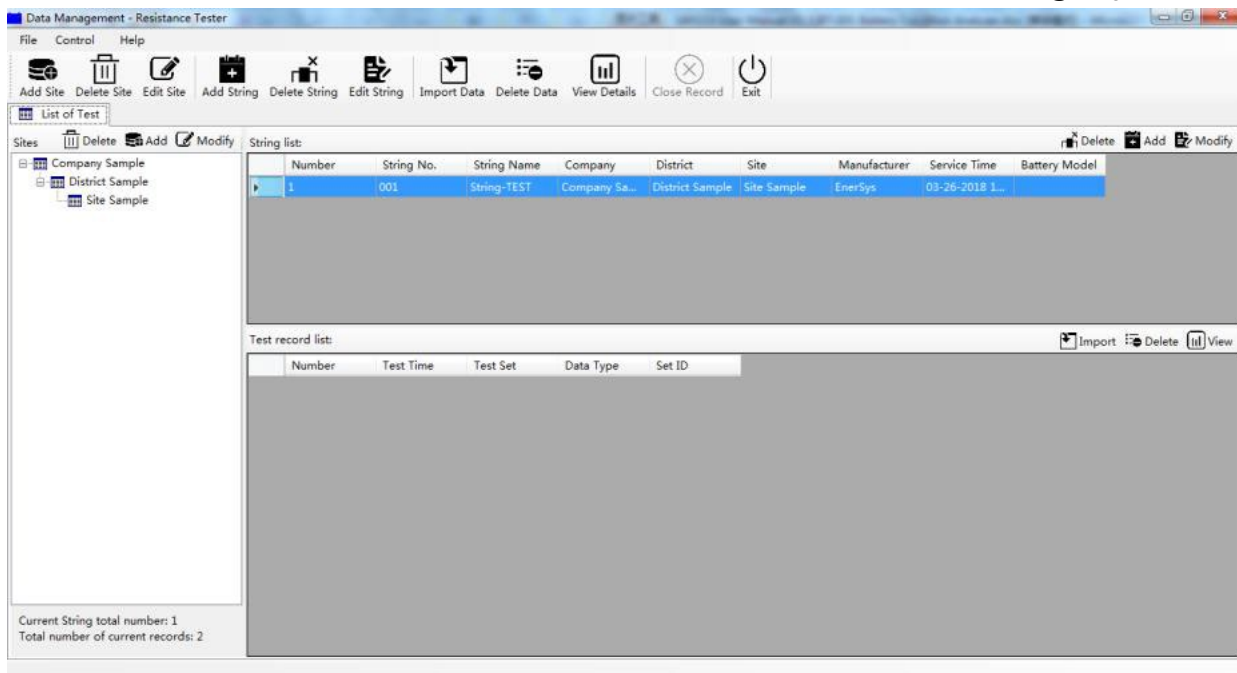 Data Management - Resistance Tester
File Control Help
Add Site Delete Site Edit Site Add String Delete String Edit String Import Data Delete Data View Details Close Record Exit
List of Test
Sites Delete Add Modify
Company Sample
District Sample
Site Sample
Current String total number: 1
Total number of current records: 2
String list: Delete Add Modify
Number String No. String Name Company District Site Manufacturer Service Time Battery Model
1 001 String-TEST Company Sa... District Sample Site Sample EnerSys 03-26-2018 1...
Test record list: Import Delete View
Number Test Time Test Set Data Type Set ID